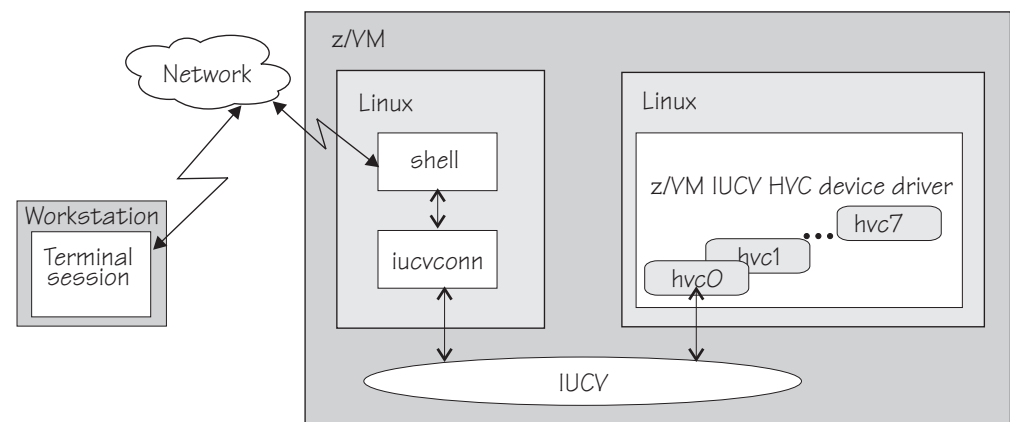 z/VM
Network
Linux
Linux
shell
z/VM IUCV HVC device driver
Workstation
hvc7
Terminal
session
iucvconn
hvc1
hvc0
IUCV